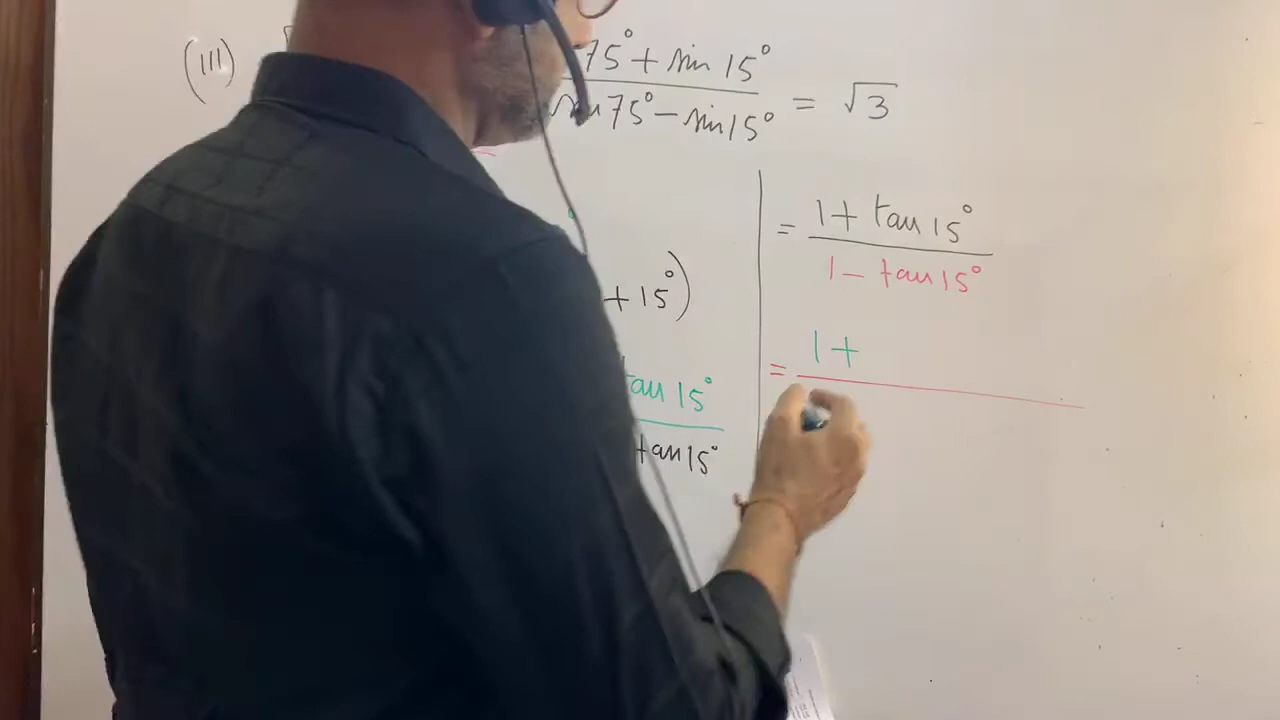 (III)
75° + sin 15°
sin 75° − sin 15° = √3
+ 15°)
tan 15°
tan 15°
= 1 + tan 15°
1 − tan 15°
= 1 +